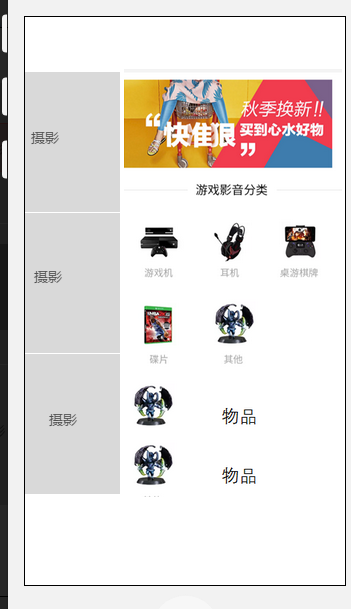 摄影
摄影
摄影
秋季换新!!
“快隹狠 买到心水好物”
游戏影音分类
游戏机
耳机
桌游棋牌
碟片
其他
物品
物品